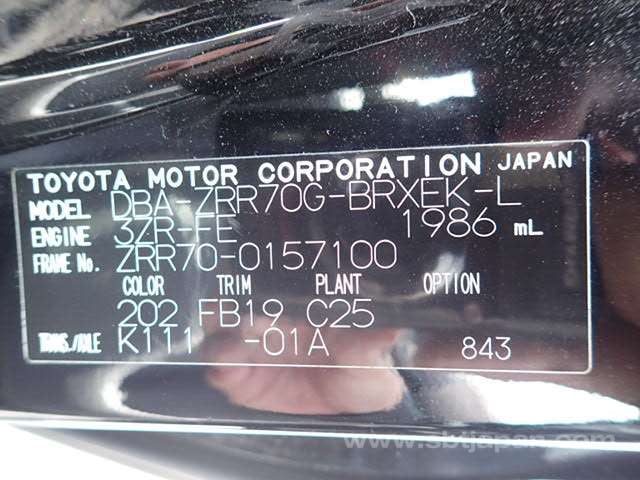 TOYOTA MOTOR CORPORATION JAPAN
MODEL DBA-ZRR70G-BRXEK-L
ENGINE 3ZR-FE 1986 mL
FRAME No. ZRR70-0157100
COLOR TRIM PLANT OPTION
202 FB19 C25
TRANS./AXLE K111 -01A 843
www.sbtjapan.com